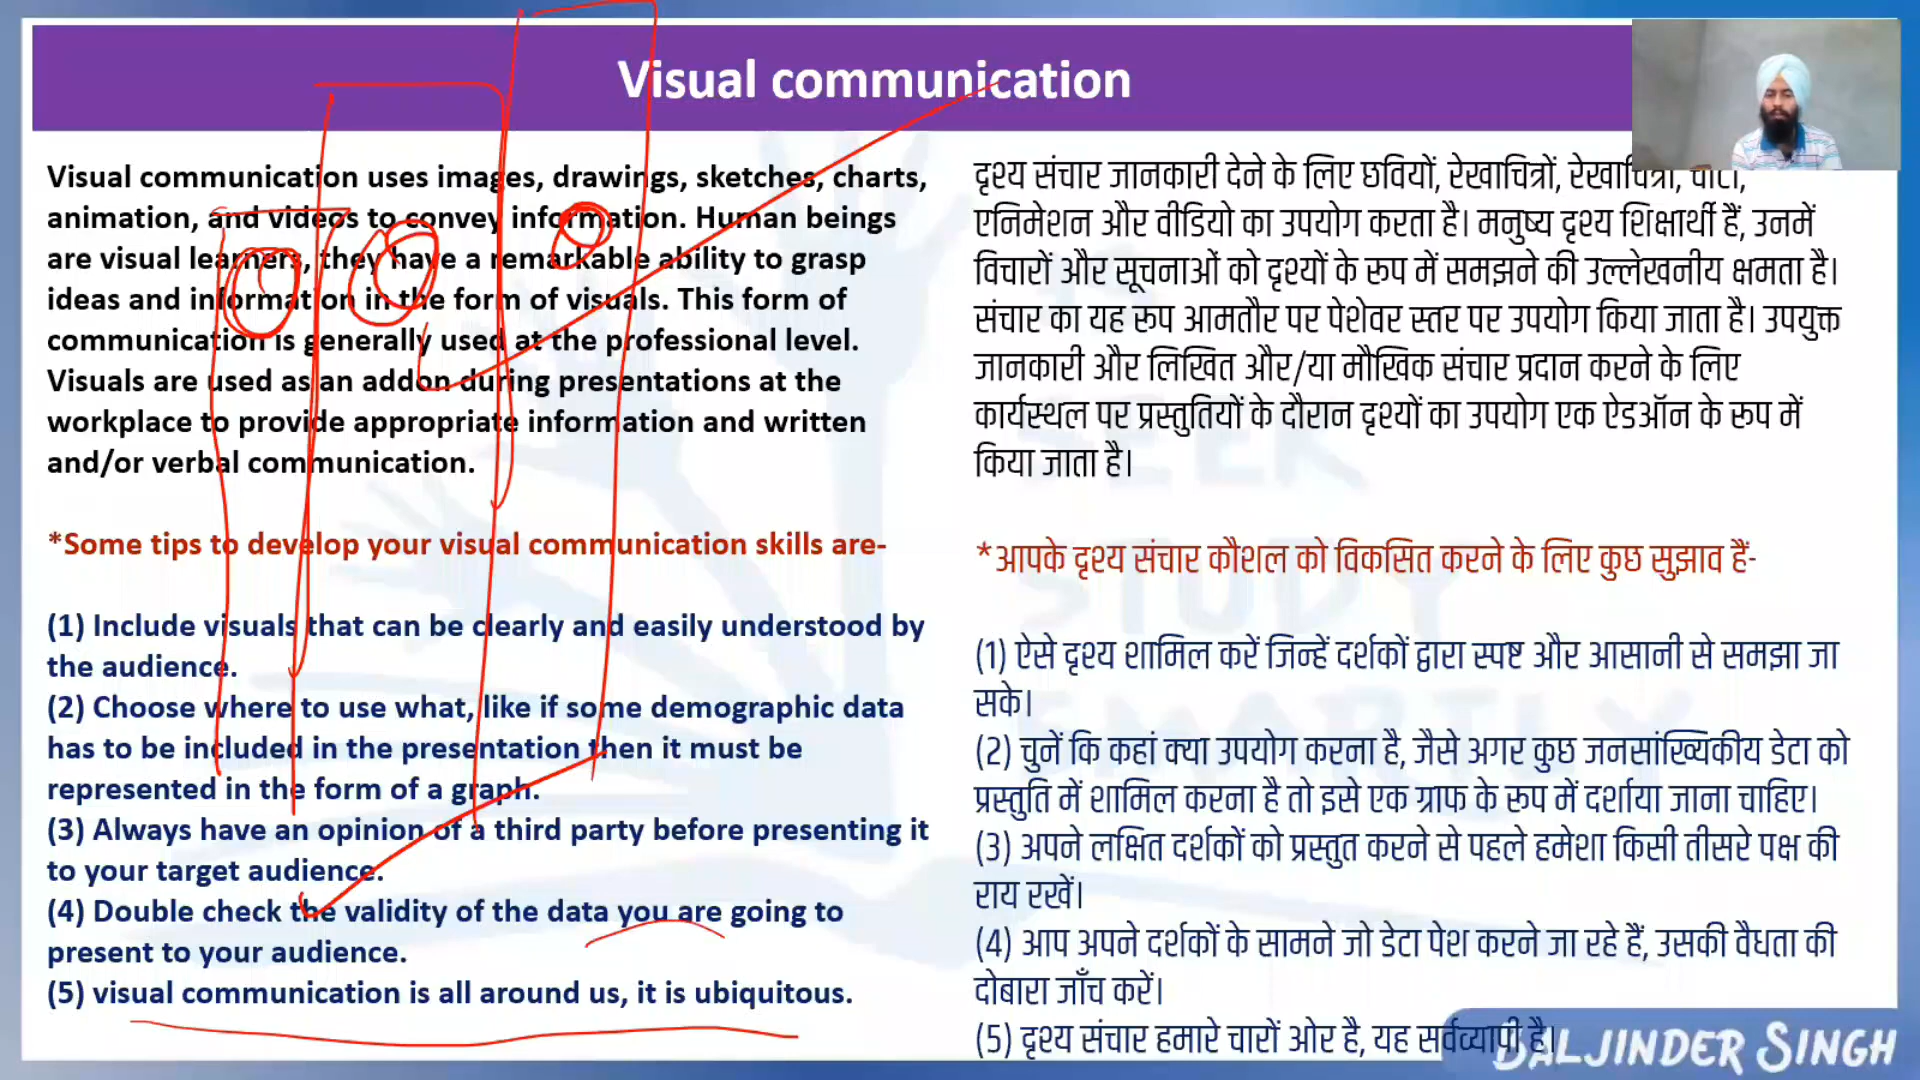 Visual communication
Visual communication uses images, drawings, sketches, charts,
animation, and videos to convey information. Human beings
are visual learners, they have a remarkable ability to grasp
ideas and information in the form of visuals. This form of
communication is generally used at the professional level.
Visuals are used as an addon during presentations at the
workplace to provide appropriate information and written
and/or verbal communication.
*Some tips to develop your visual communication skills are-
(1) Include visuals that can be clearly and easily understood by
the audience.
(2) Choose where to use what, like if some demographic data
has to be included in the presentation then it must be
represented in the form of a graph.
(3) Always have an opinion of a third party before presenting it
to your target audience.
(4) Double check the validity of the data you are going to
present to your audience.
(5) visual communication is all around us, it is ubiquitous.
दृश्य संचार जानकारी देने के लिए छवियों, रेखाचित्रों, रेखाचित्रों, चार्ट,
एनिमेशन और वीडियो का उपयोग करता है। मनुष्य दृश्य शिक्षार्थी हैं, उनमें
विचारों और सूचनाओं को दृश्यों के रूप में समझने की उल्लेखनीय क्षमता है।
संचार का यह रूप आमतौर पर पेशेवर स्तर पर उपयोग किया जाता है। उपयुक्त
जानकारी और लिखित और/या मौखिक संचार प्रदान करने के लिए
कार्यस्थल पर प्रस्तुतियों के दौरान दृश्यों का उपयोग एक ऐडऑन के रूप में
किया जाता है।
*आपके दृश्य संचार कौशल को विकसित करने के लिए कुछ सुझाव हैं-
(1) ऐसे दृश्य शामिल करें जिन्हें दर्शकों द्वारा स्पष्ट और आसानी से समझा जा
सके।
(2) चुनें कि कहां क्या उपयोग करना है, जैसे अगर कुछ जनसांख्यिकीय डेटा को
प्रस्तुति में शामिल करना है तो इसे एक ग्राफ के रूप में दर्शाया जाना चाहिए।
(3) अपने लक्षित दर्शकों को प्रस्तुत करने से पहले हमेशा किसी तीसरे पक्ष की
राय रखें।
(4) आप अपने दर्शकों के सामने जो डेटा पेश करने जा रहे हैं, उसकी वैधता की
दोबारा जाँच करें।
(5) दृश्य संचार हमारे चारों ओर है, यह सर्वव्यापी है।
SEEK
STUDY
SMARTLY
BALJINDER SINGH